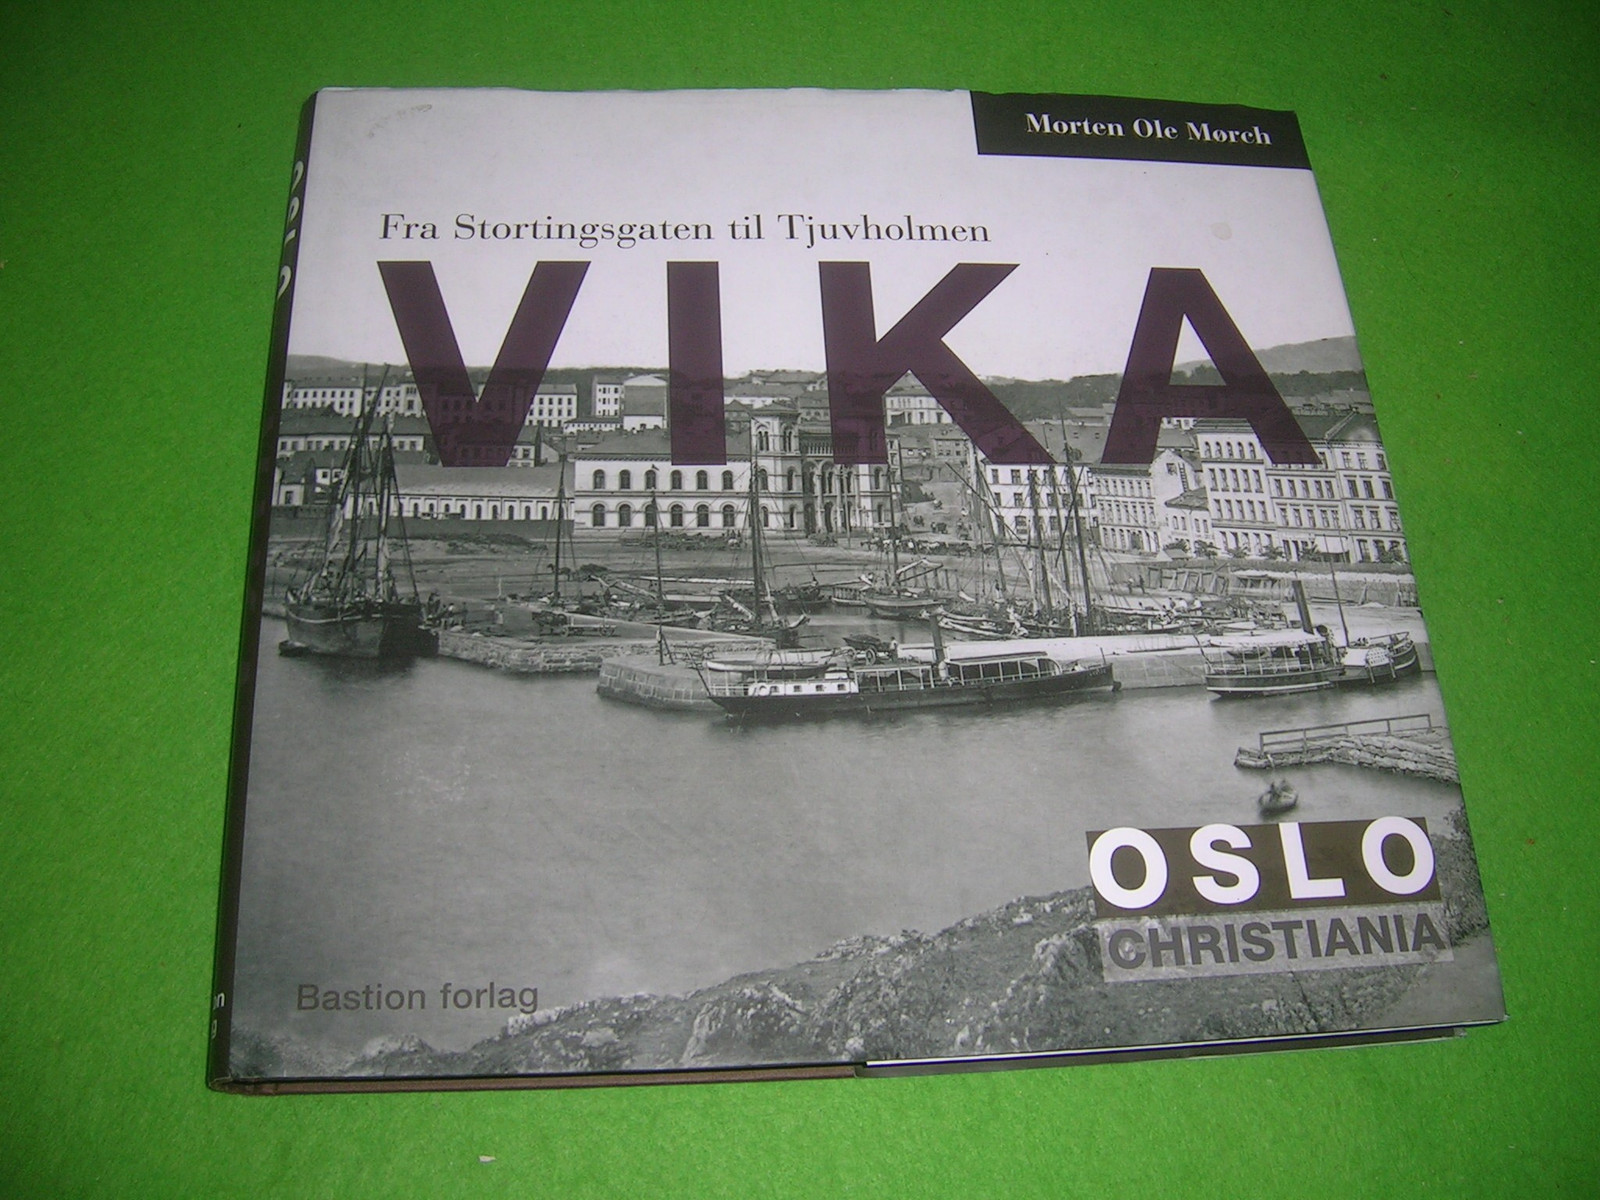 Morten Ole Mørch
Fra Stortingsgaten til Tjuvholmen
VIKA
OSLO
CHRISTIANIA
Bastion forlag